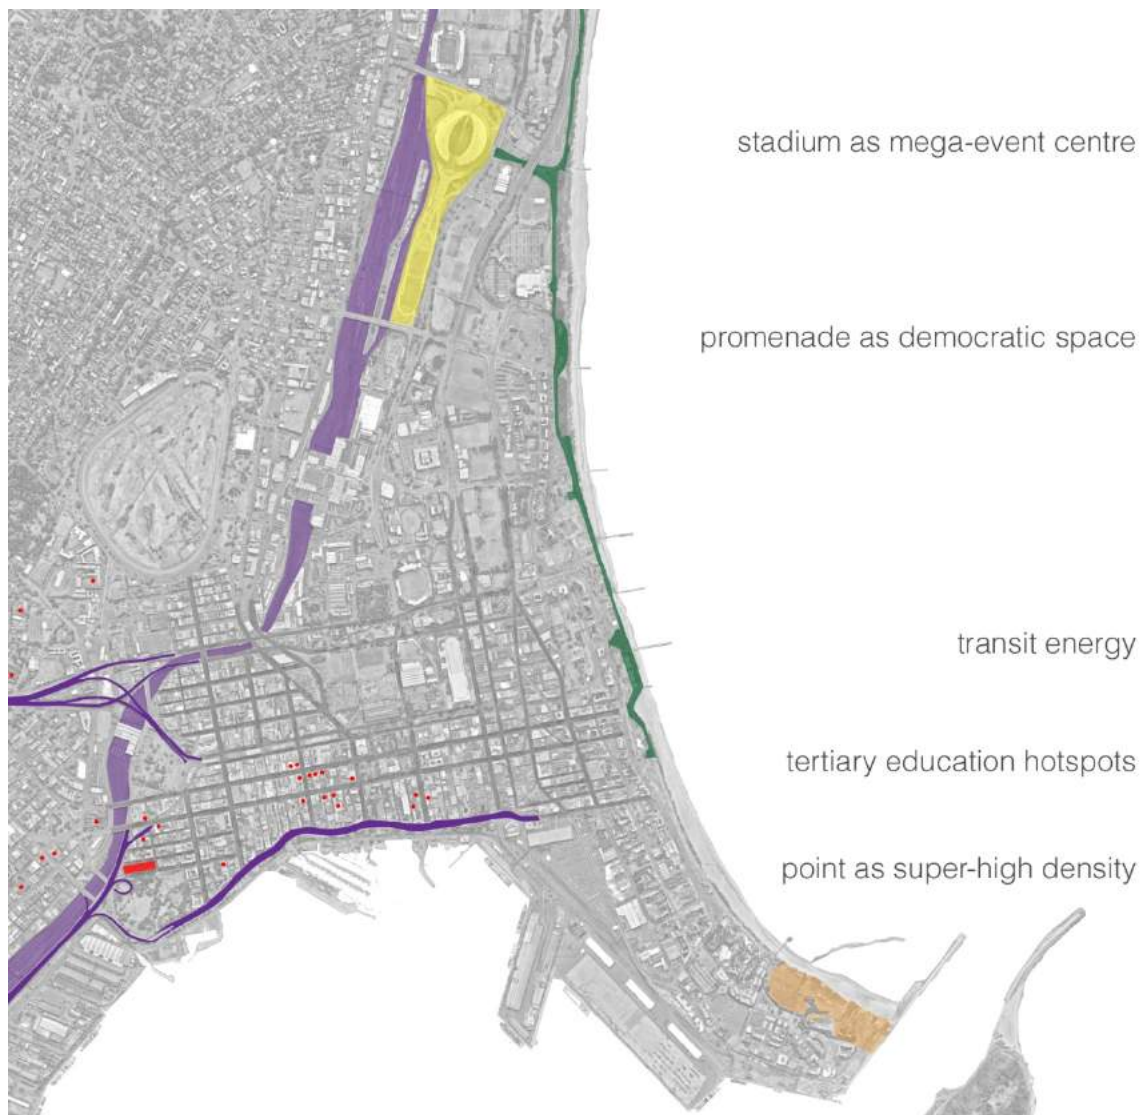 stadium as mega-event centre
promenade as democratic space
transit energy
tertiary education hotspots
point as super-high density